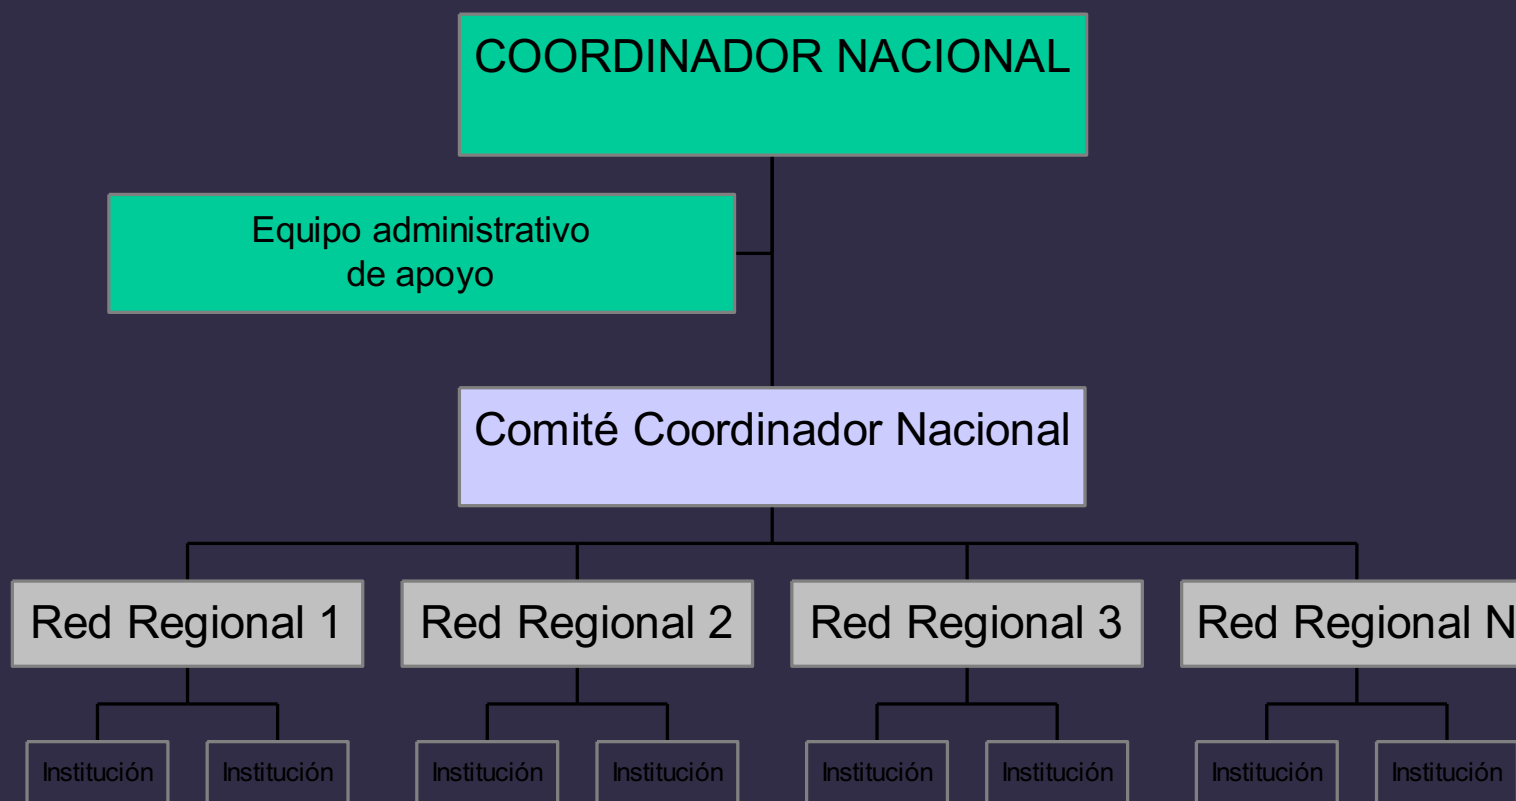 COORDINADOR NACIONAL
Equipo administrativo
de apoyo
Comité Coordinador Nacional
Red Regional 1
Red Regional 2
Red Regional 3
Red Regional N
Institución
Institución
Institución
Institución
Institución
Institución
Institución
Institución